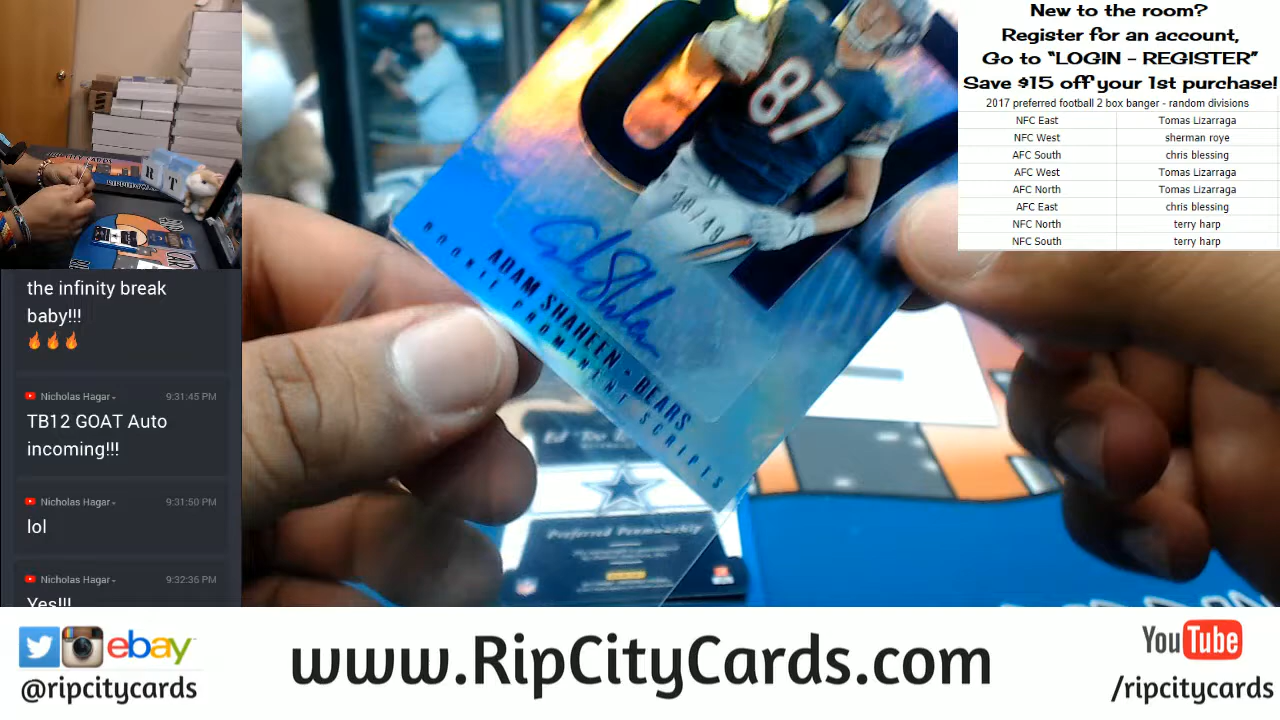 New to the room?
Register for an account,
Go to “LOGIN - REGISTER”
Save $15 off your 1st purchase!
2017 preferred football 2 box banger - random divisions
NFC East Tomas Lizarraga
NFC West sherman roye
AFC South chris blessing
AFC West Tomas Lizarraga
AFC North Tomas Lizarraga
AFC East chris blessing
NFC North terry harp
NFC South terry harp
87
ADAM SHAHEEN - BEARS
ROOKIE PROMINENT SCRIPTS
Preferred Penmanship
R T
the infinity break
baby!!!
🔥🔥🔥
Nicholas Hagar 9:31:45 PM
TB12 GOAT Auto
incoming!!!
Nicholas Hagar 9:31:50 PM
lol
Nicholas Hagar 9:32:36 PM
Yes!!!
ebay
@ripcitycards
www.RipCityCards.com
YouTube
/ripcitycards